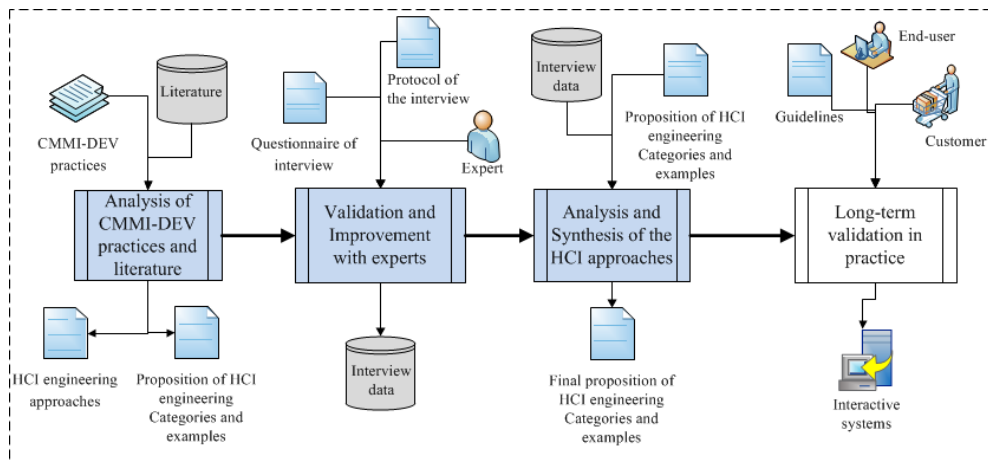 CMMI-DEV
practices
Literature
Analysis of
CMMI-DEV
practices and
literature
HCI engineering
approaches
Proposition of HCI
engineering
Categories and
examples
Questionnaire of
interview
Protocol of
the interview
Expert
Validation and
Improvement
with experts
Interview
data
Interview
data
Proposition of HCI
engineering
Categories and
examples
Analysis and
Synthesis of the
HCI approaches
Final proposition of
HCI engineering
Categories and
examples
Guidelines
End-user
Customer
Long-term
validation in
practice
Interactive
systems